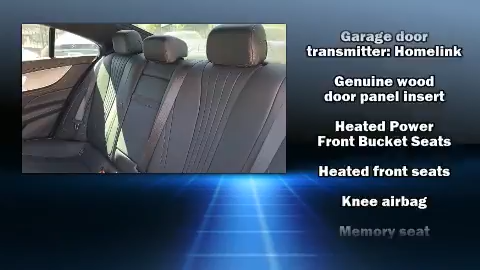 Garage door
transmitter: Homelink
Genuine wood
door panel insert
Heated Power
Front Bucket Seats
Heated front seats
Knee airbag
Memory seat